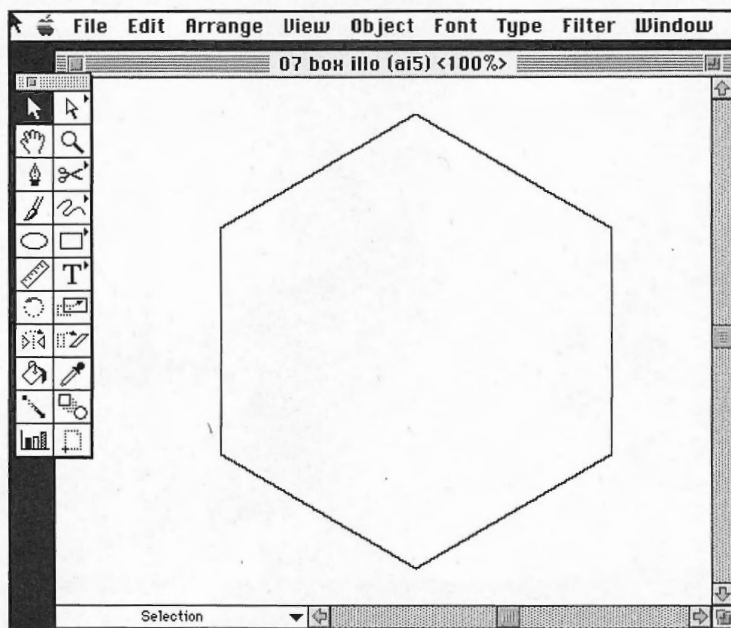 File Edit Arrange View Object Font Type Filter Window
07 box illo (ai5) <100%>
T
Selection